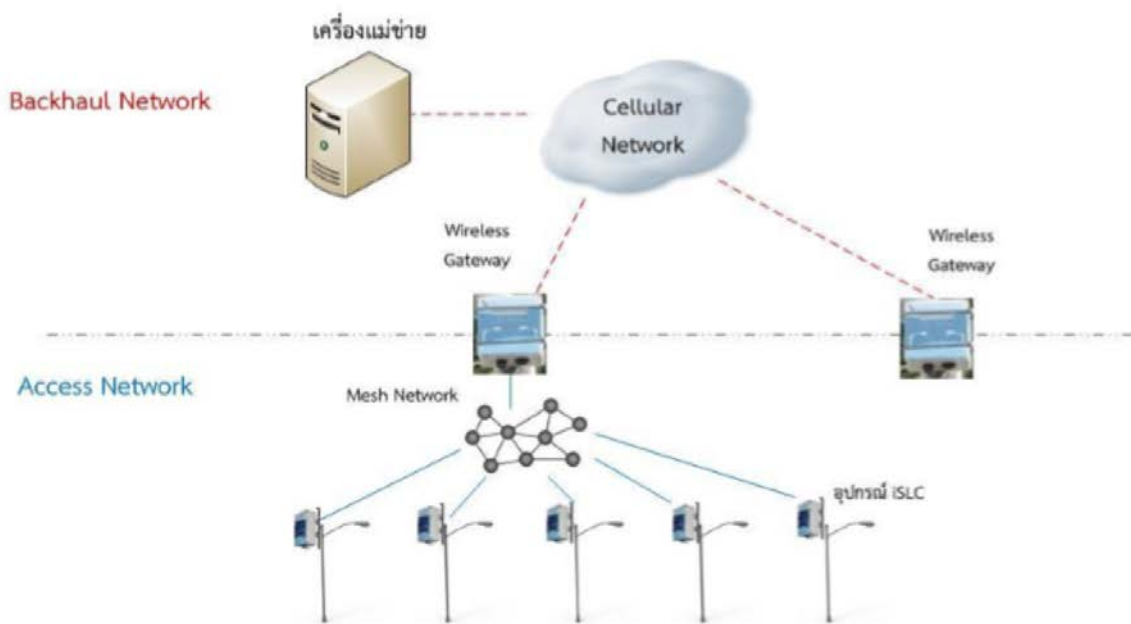 เครื่องแม่ข่าย
Backhaul Network
Cellular
Network
Wireless
Gateway
Wireless
Gateway
Access Network
Mesh Network
อุปกรณ์ iSLC